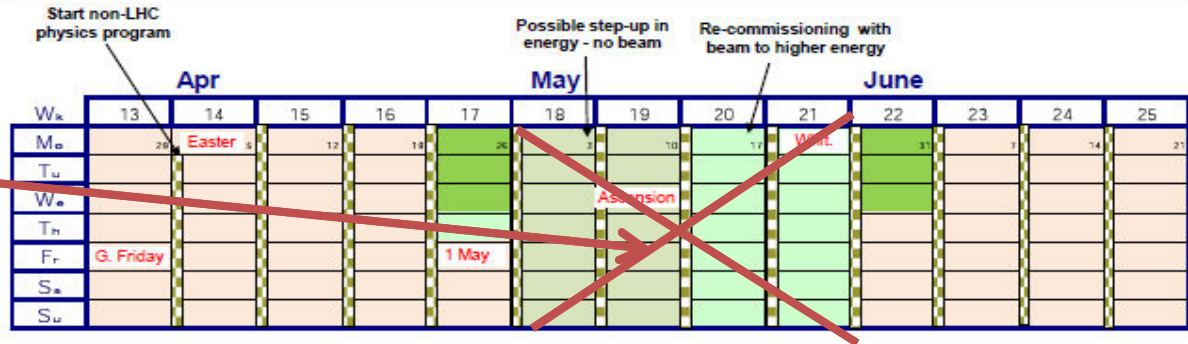 Start non-LHC
physics program
Possible step-up in
energy - no beam
Re-commissioning with
beam to higher energy
Apr May June
Wk 13 14 15 16 17 18 19 20 21 22 23 24 25
Mo 29 Easter 5 12 19 26 3 10 17 Whit. 31 7 14 21
Tu
We Ascension
Th
Fr G. Friday 1 May
Sa
Su